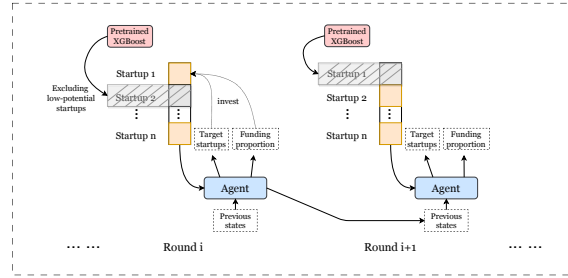 Pretrained
XGBoost
Startup 1
Excluding
low-potential
startups
Startup 2
Startup n
invest
Target
startups
Funding
proportion
Agent
Previous
states
... ...
Round i
Pretrained
XGBoost
Startup 1
Startup 2
Startup n
Target
startups
Funding
proportion
Agent
Previous
states
Round i+1
... ...